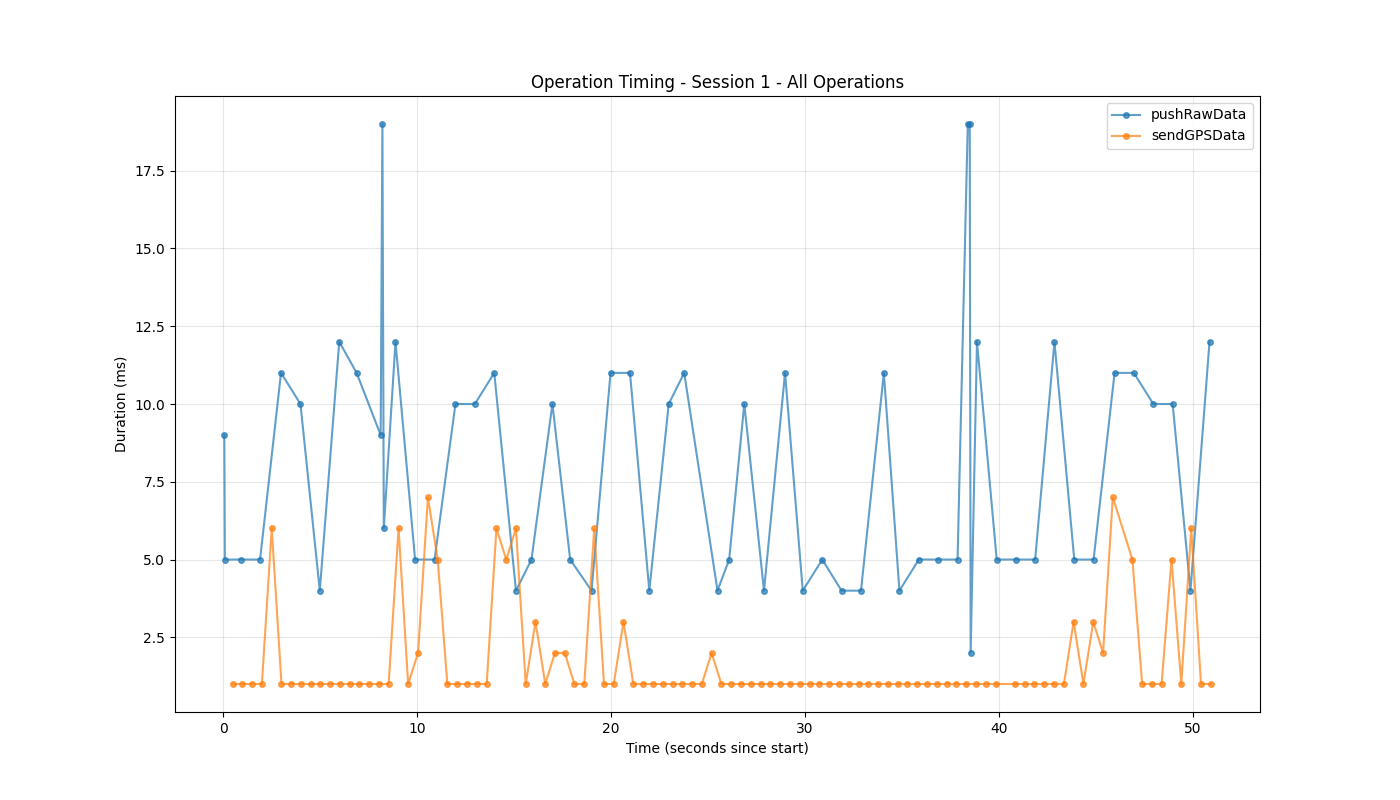 Operation Timing - Session 1 - All Operations
pushRawData
sendGPSData
17.5
15.0
12.5
10.0
7.5
5.0
2.5
Duration (ms)
0 10 20 30 40 50
Time (seconds since start)